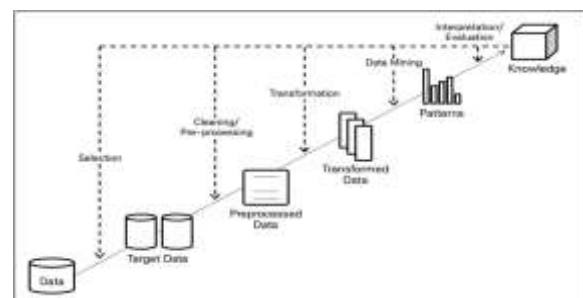 Interpretation/
Evaluation
Knowledge
Data Mining
Patterns
Transformation
Transformed
Data
Cleaning/
Pre-processing
Preprocessed
Data
Selection
Target Data
Data